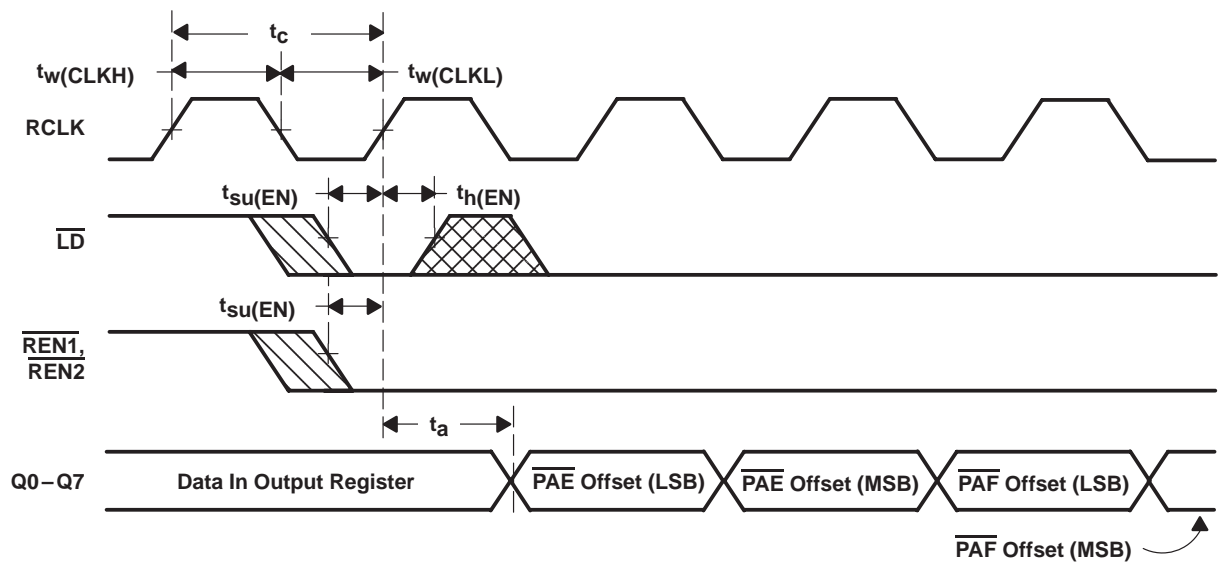 tc
tw(CLKH)
tw(CLKL)
RCLK
tsu(EN)
th(EN)
LD
tsu(EN)
REN1,
REN2
ta
Q0–Q7
Data In Output Register
PAE Offset (LSB)
PAE Offset (MSB)
PAF Offset (LSB)
PAF Offset (MSB)